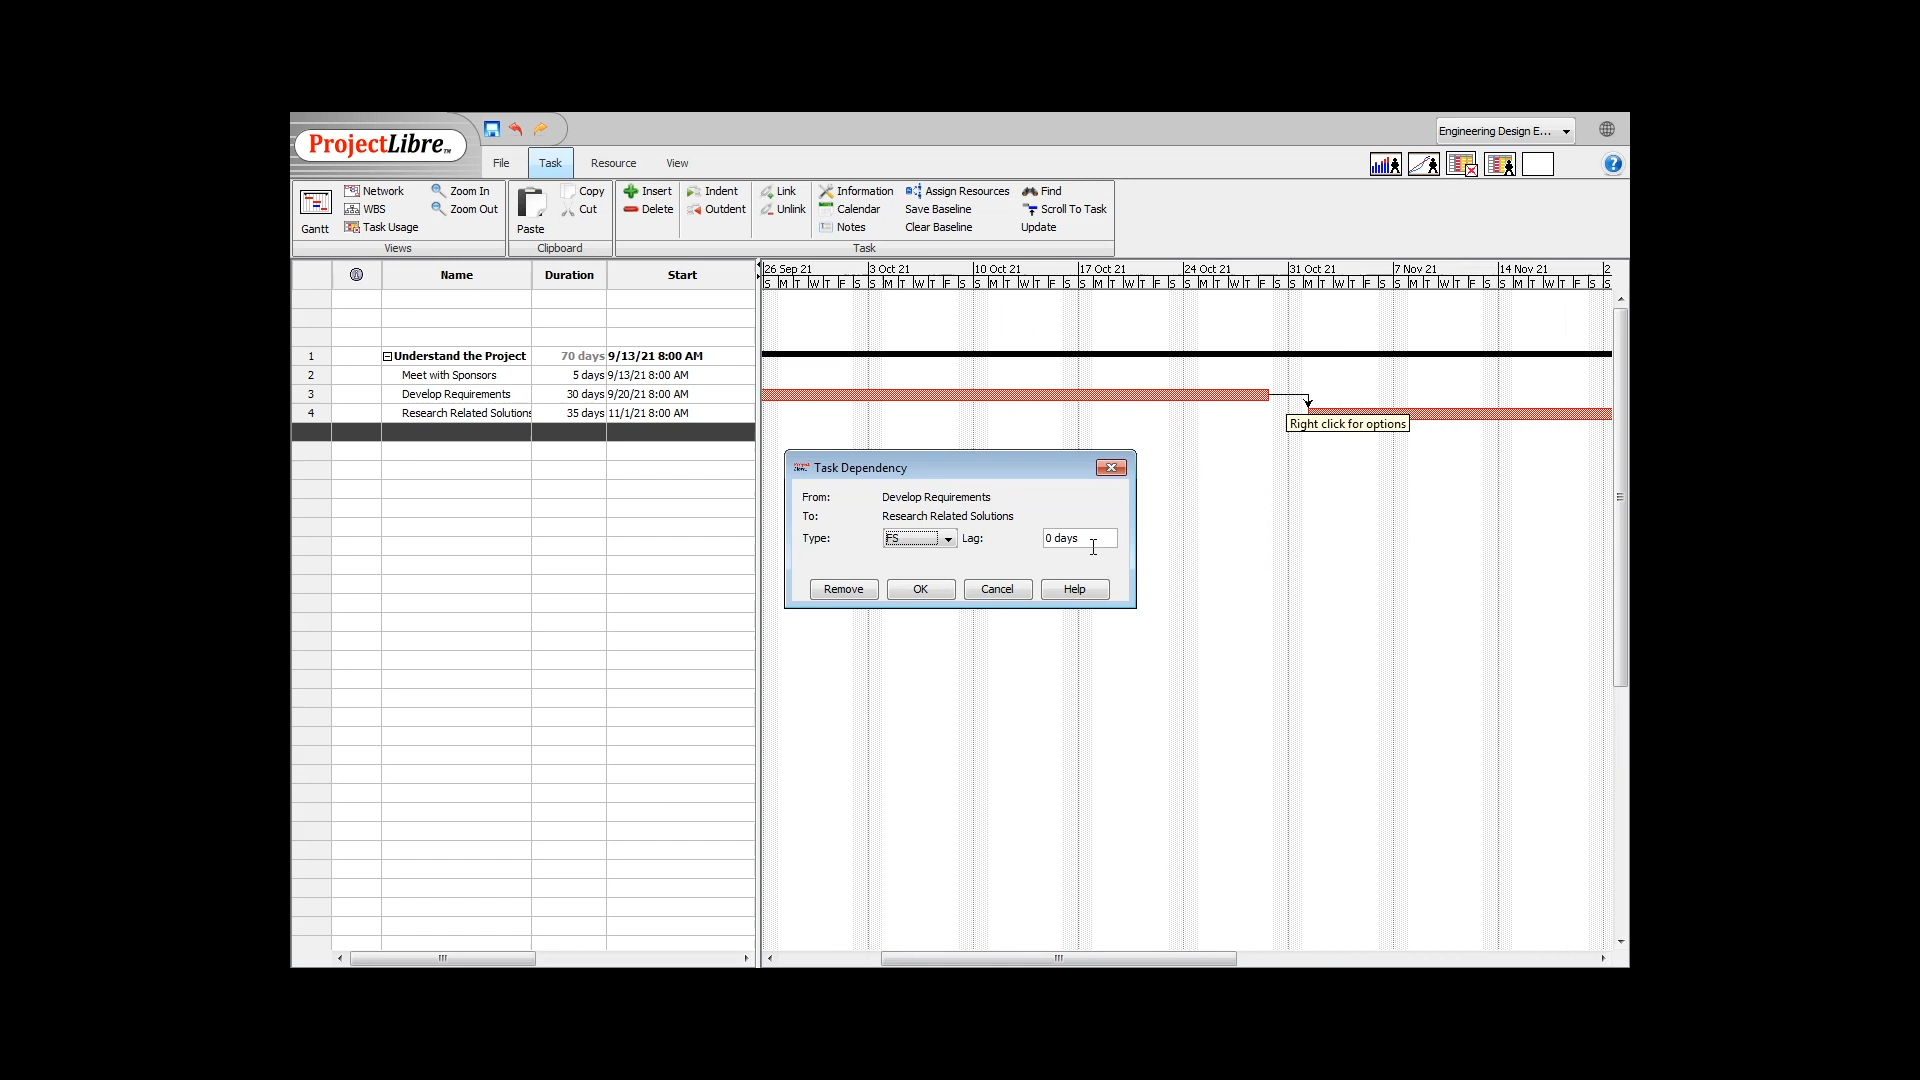 ProjectLibre™
Engineering Design E...
File Task Resource View
Gantt
Network
WBS
Task Usage
Zoom In
Zoom Out
Views
Paste
Copy
Cut
Clipboard
Insert
Delete
Indent
Outdent
Link
Unlink
Information
Calendar
Notes
Assign Resources
Save Baseline
Clear Baseline
Find
Scroll To Task
Update
Task
Name Duration Start
1 Understand the Project 70 days 9/13/21 8:00 AM
2 Meet with Sponsors 5 days 9/13/21 8:00 AM
3 Develop Requirements 30 days 9/20/21 8:00 AM
4 Research Related Solutions 35 days 11/1/21 8:00 AM
26 Sep 21 3 Oct 21 10 Oct 21 17 Oct 21 24 Oct 21 31 Oct 21 7 Nov 21 14 Nov 21 2
S M T W T F S S M T W T F S S M T W T F S S M T W T F S S M T W T F S S M T W T F S S M T W T F S S M T W T F S S
Right click for options
Task Dependency
From: Develop Requirements
To: Research Related Solutions
Type: FS Lag: 0 days
Remove OK Cancel Help